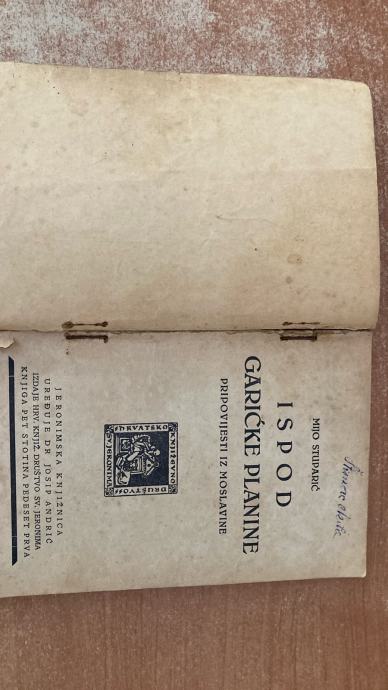 MIJO STUPARIĆ
ISPOD
GARIĆKE PLANINE
PRIPOVIJESTI IZ MOSLAVINE
HRVATSKO
KNJIŽEVNO
DRUŠTVO
SV. JERONIMA
JERONIMSKA KNJIŽNICA
UREĐUJE DR JOSIP ANDRIĆ
IZDAJE HRV. KNJIŽ. DRUŠTVO SV. JERONIMA
KNJIGA PET STOTINA PEDESET PRVA